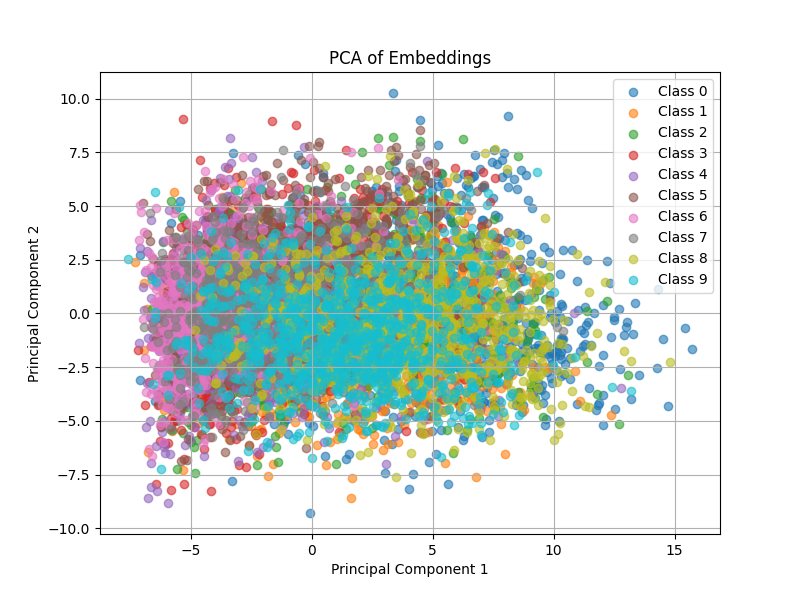 PCA of Embeddings
10.0
7.5
5.0
2.5
0.0
−2.5
−5.0
−7.5
−10.0
Principal Component 2
Class 0
Class 1
Class 2
Class 3
Class 4
Class 5
Class 6
Class 7
Class 8
Class 9
−5
0
5
10
15
Principal Component 1